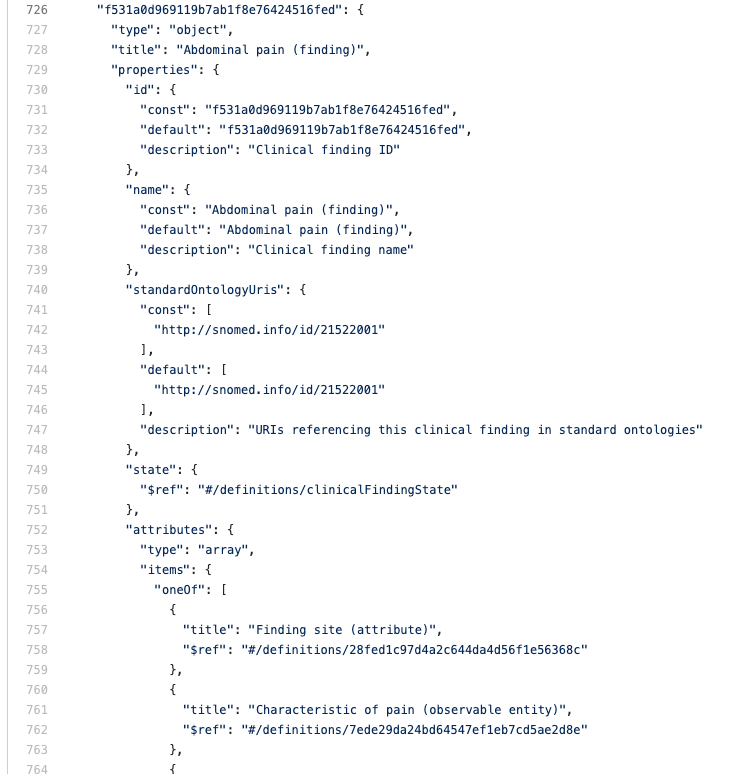 726 "f531a0d969119b7ab1f8e76424516fed": {
727 "type": "object",
728 "title": "Abdominal pain (finding)",
729 "properties": {
730 "id": {
731 "const": "f531a0d969119b7ab1f8e76424516fed",
732 "default": "f531a0d969119b7ab1f8e76424516fed",
733 "description": "Clinical finding ID"
734 },
735 "name": {
736 "const": "Abdominal pain (finding)",
737 "default": "Abdominal pain (finding)",
738 "description": "Clinical finding name"
739 },
740 "standardOntologyUris": {
741 "const": [
742 "http://snomed.info/id/21522001"
743 ],
744 "default": [
745 "http://snomed.info/id/21522001"
746 ],
747 "description": "URIs referencing this clinical finding in standard ontologies"
748 },
749 "state": {
750 "$ref": "#/definitions/clinicalFindingState"
751 },
752 "attributes": {
753 "type": "array",
754 "items": {
755 "oneOf": [
756 {
757 "title": "Finding site (attribute)",
758 "$ref": "#/definitions/28fed1c97d4a2c644da4d56f1e56368c"
759 },
760 {
761 "title": "Characteristic of pain (observable entity)",
762 "$ref": "#/definitions/7ede29da24bd64547ef1eb7cd5ae2d8e"
763 },
764 {